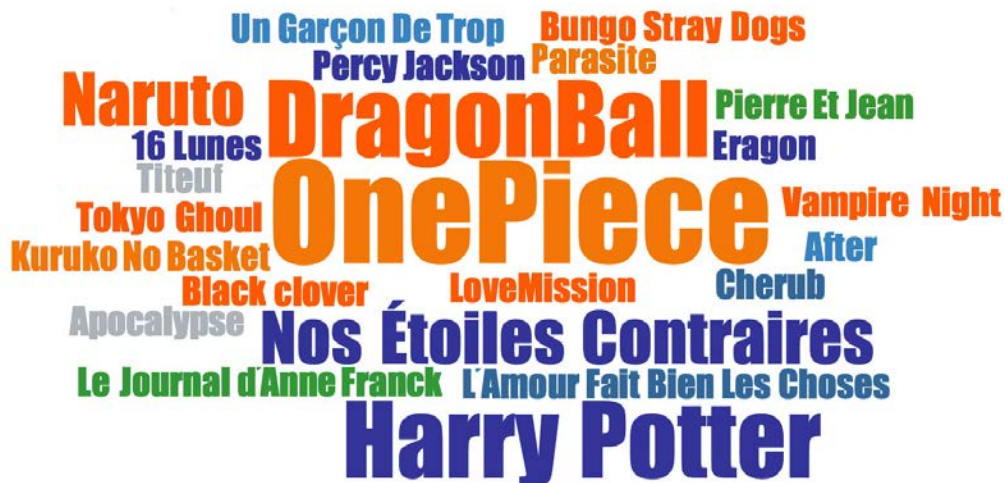 Un Garçon De Trop
Bungo Stray Dogs
Percy Jackson
Parasite
Naruto
DragonBall
Pierre Et Jean
16 Lunes
Eragon
Titeuf
OnePiece
Vampire Night
Tokyo Ghoul
After
Kuruko No Basket
Cherub
Black clover
LoveMission
Apocalypse
Nos Étoiles Contraires
Le Journal d'Anne Franck
L'Amour Fait Bien Les Choses
Harry Potter